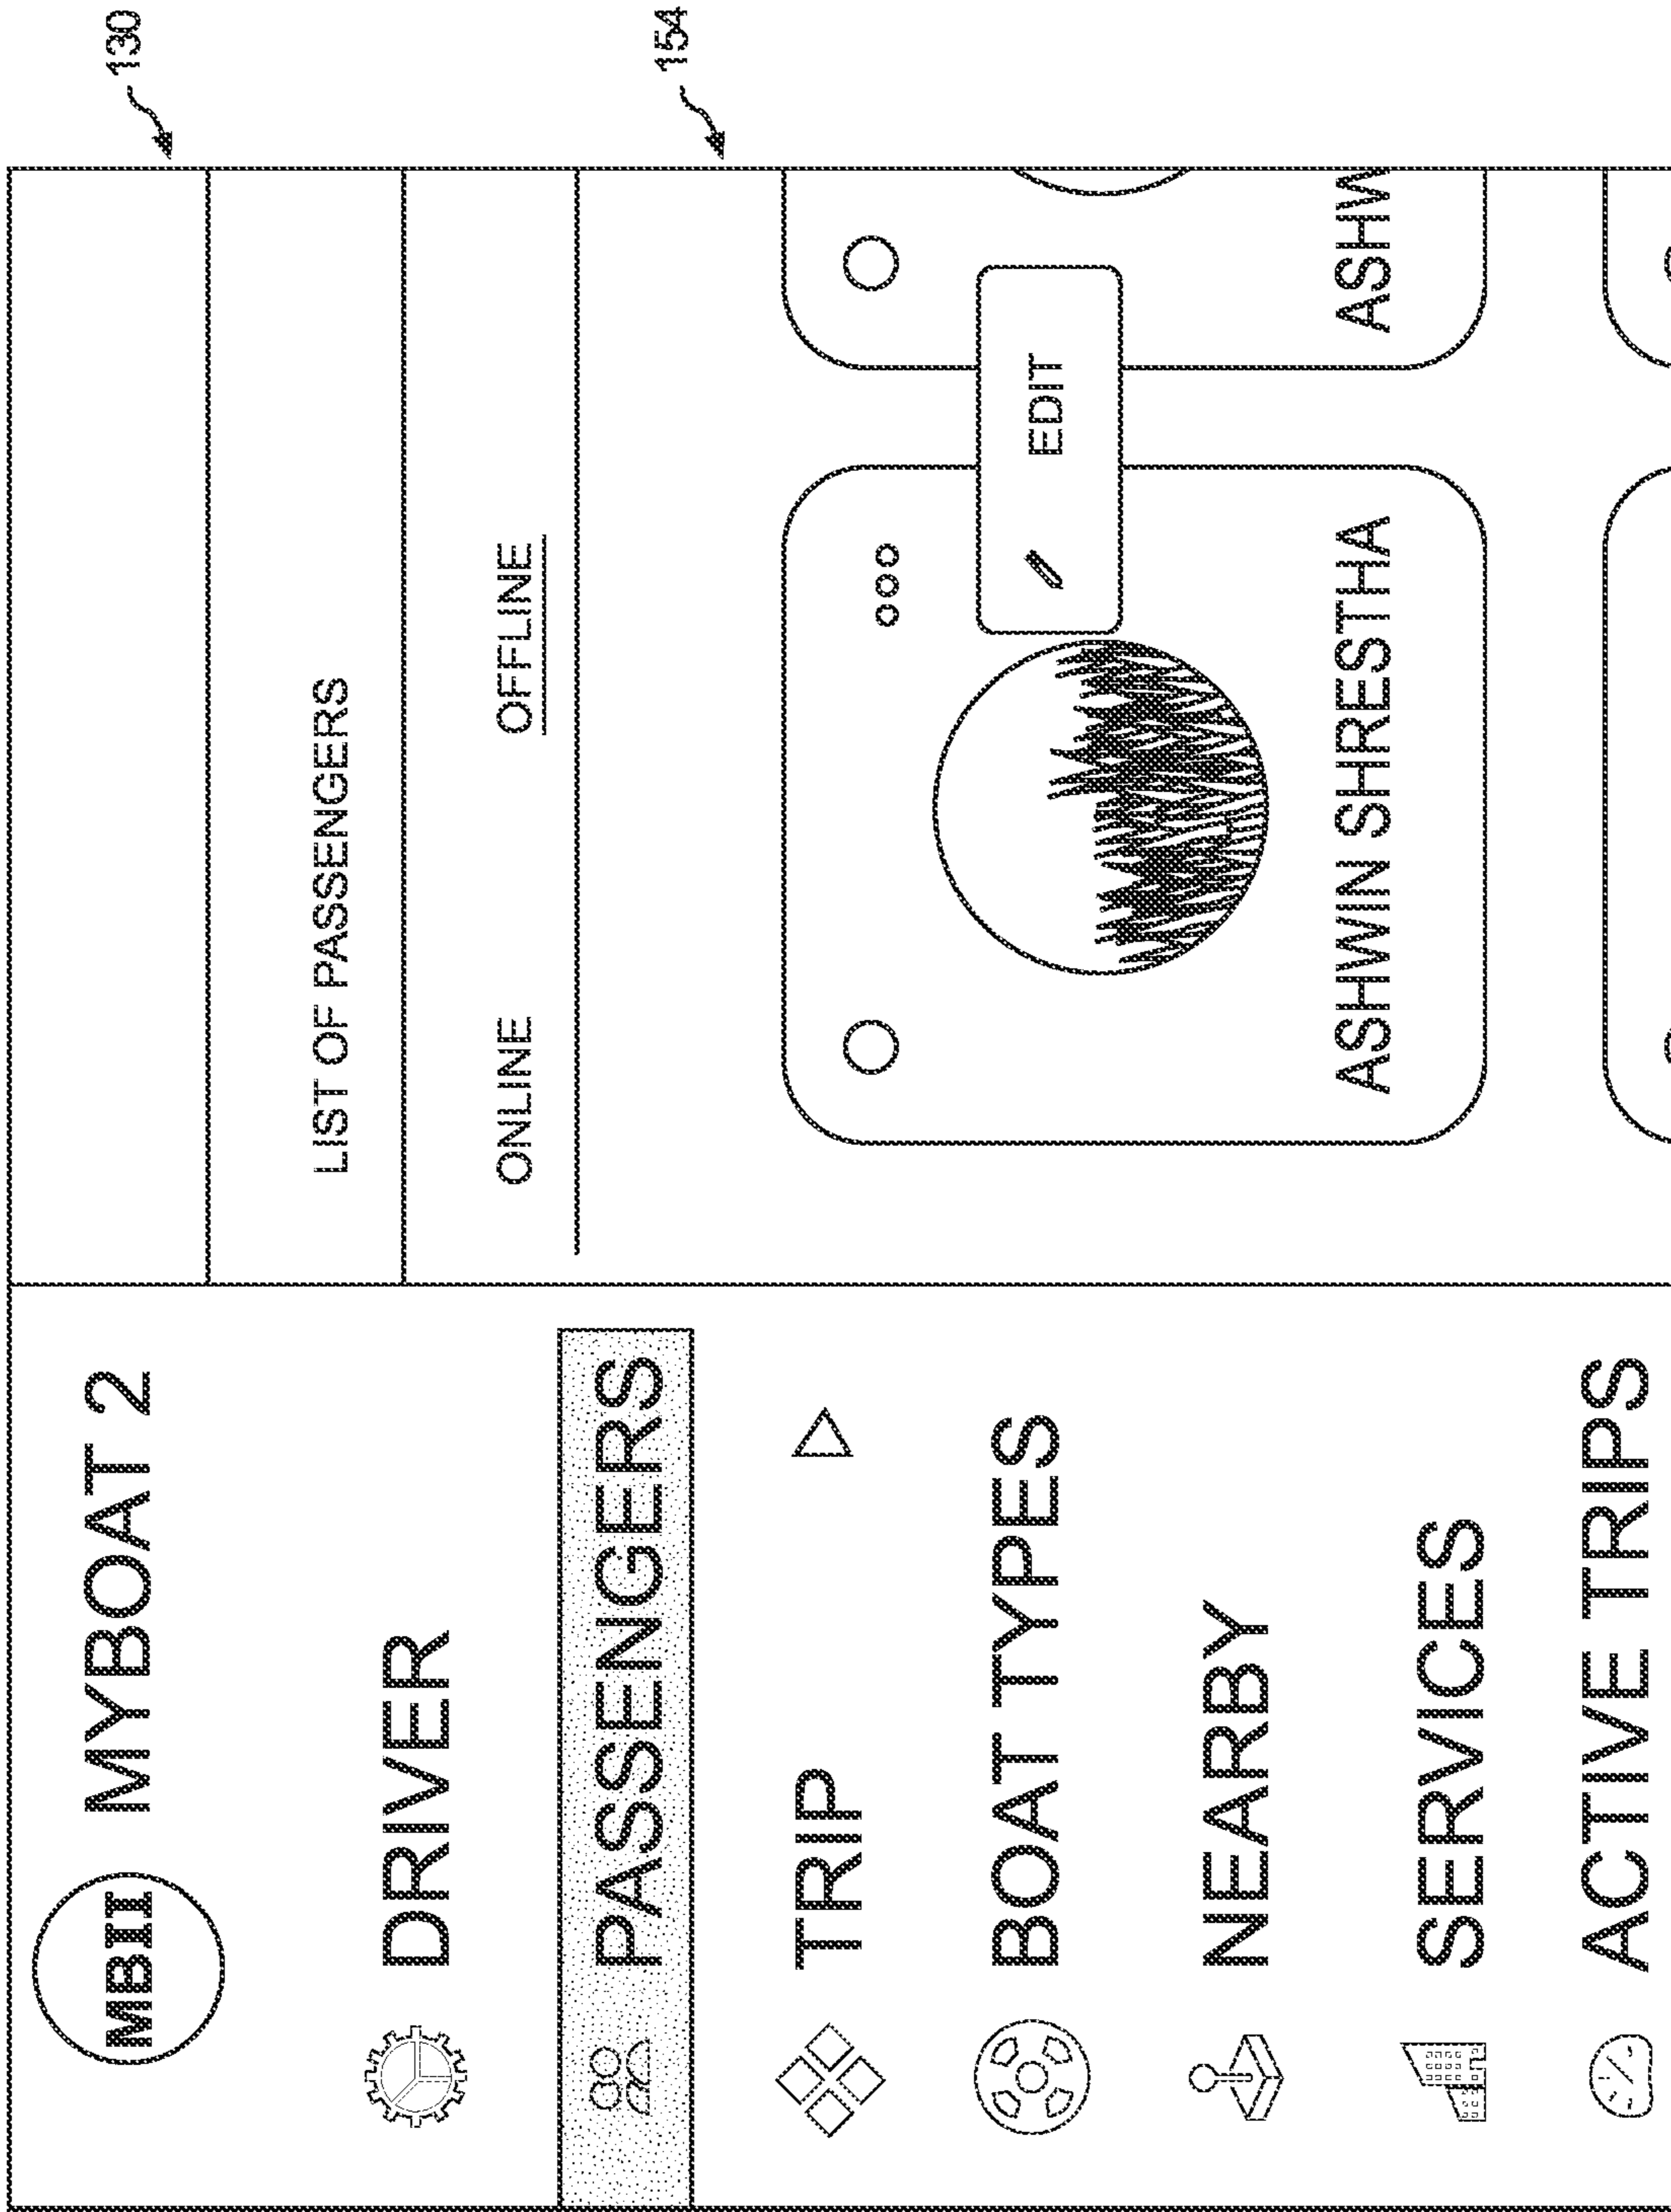 MBII MYBOAT 2
DRIVER
PASSENGERS
TRIP
BOAT TYPES
NEARBY
SERVICES
ACTIVE TRIPS
LIST OF PASSENGERS
ONLINE OFFLINE
EDIT
ASHWIN SHRESTHA
ASHW
130
154